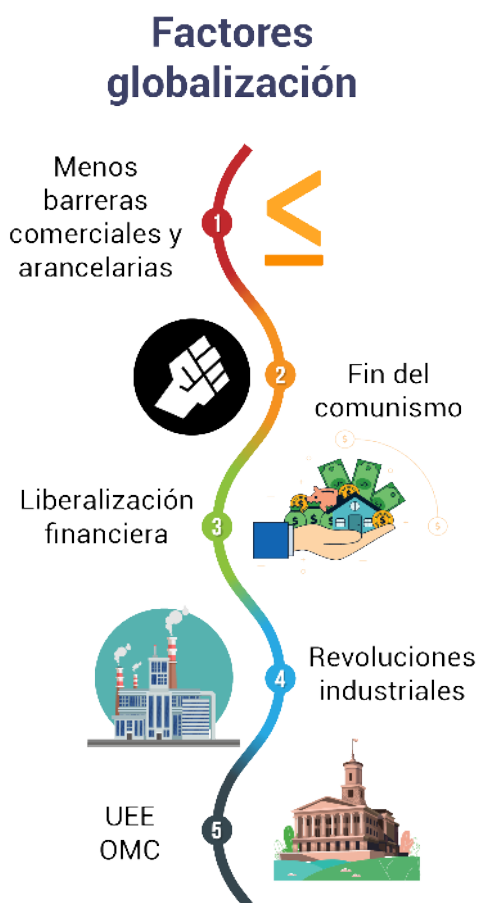 Factores
globalización
Menos
barreras
comerciales y
arancelarias
1
≤
2
Fin del
comunismo
Liberalización
financiera
3
4
Revoluciones
industriales
UEE
OMC
5